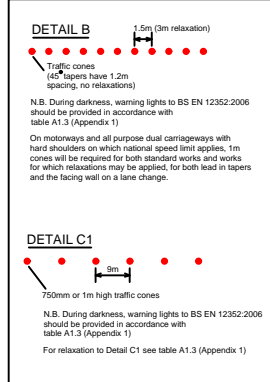 DETAIL B
1.5m (3m relaxation)
Traffic cones
(45° tapers have 1.2m
spacing, no relaxations)
N.B. During darkness, warning lights to BS EN 12352:2006
should be provided in accordance with
table A1.3 (Appendix 1)
On motorways and all purpose dual carriageways with
hard shoulders on which national speed limit applies, 1m
cones will be required for both standard works and works
for which relaxations may be applied, for both lead in tapers
and the facing wall on a lane change.
DETAIL C1
9m
750mm or 1m high traffic cones
N.B. During darkness, warning lights to BS EN 12352:2006
should be provided in accordance with
table A1.3 (Appendix 1)
For relaxation to Detail C1 see table A1.3 (Appendix 1)